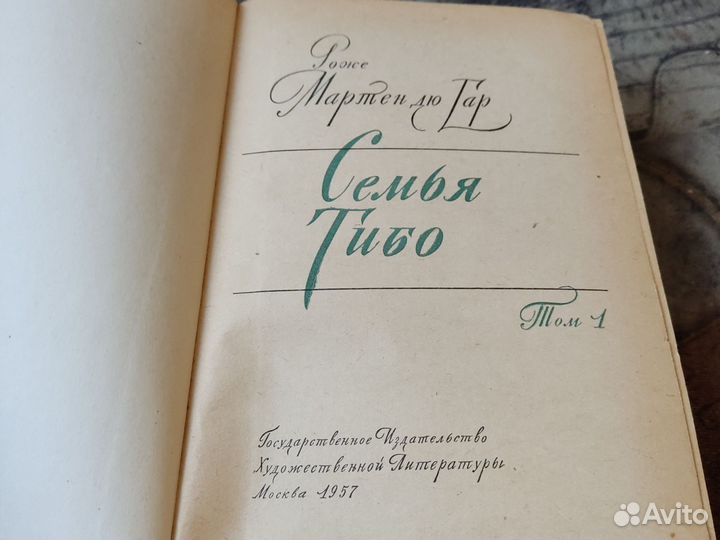 Роже
Мартен дю Гар
Семья
Тибо
Том 1
Государственное Издательство
Художественной Литературы
Москва 1957
Avito